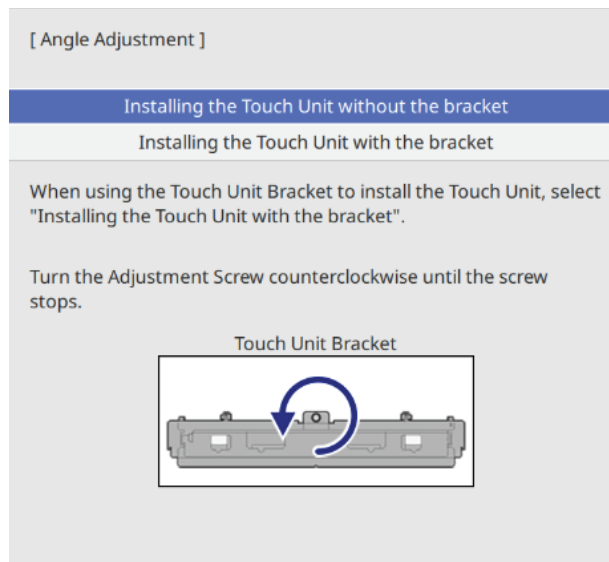 [ Angle Adjustment ]
Installing the Touch Unit without the bracket
Installing the Touch Unit with the bracket
When using the Touch Unit Bracket to install the Touch Unit, select
"Installing the Touch Unit with the bracket".
Turn the Adjustment Screw counterclockwise until the screw
stops.
Touch Unit Bracket